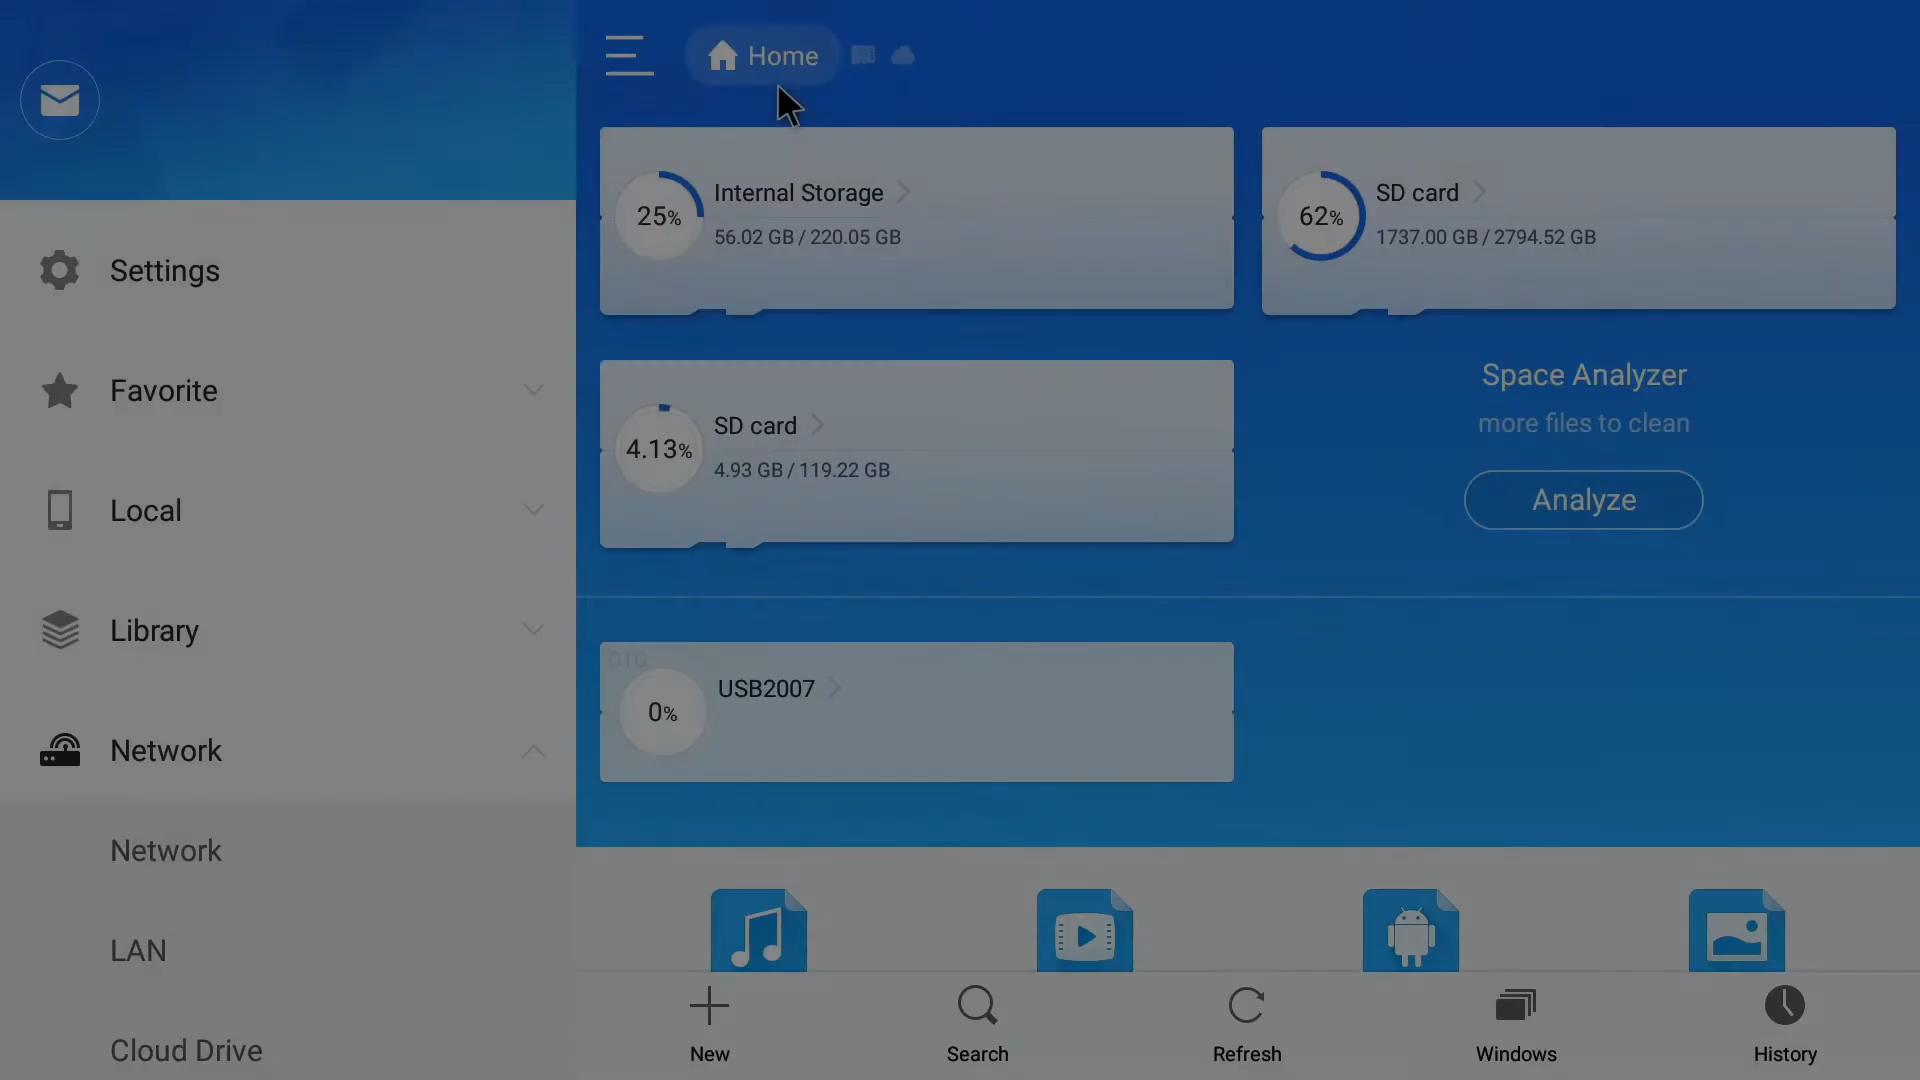 Home
Settings
Favorite
Local
Library
Network
Network
LAN
Cloud Drive
25%
Internal Storage
56.02 GB / 220.05 GB
62%
SD card
1737.00 GB / 2794.52 GB
4.13%
SD card
4.93 GB / 119.22 GB
Space Analyzer
more files to clean
Analyze
OTG
0%
USB2007
New
Search
Refresh
Windows
History